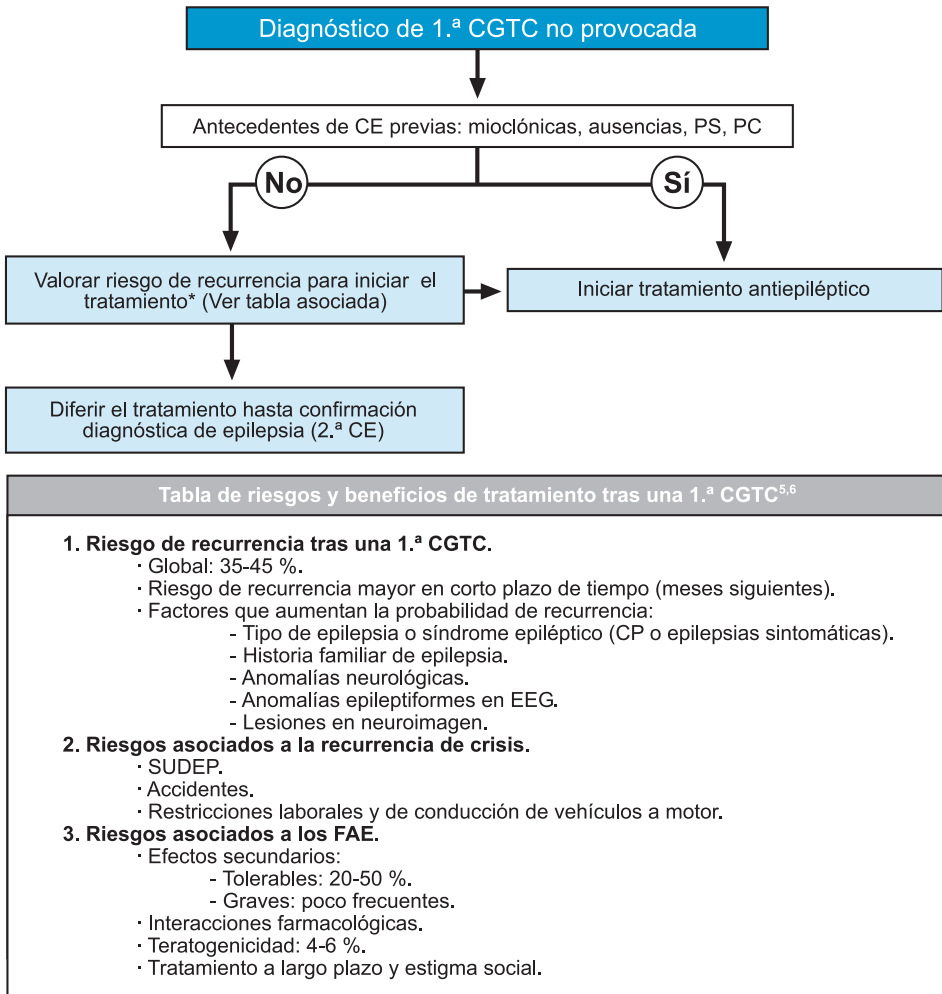 Diagnóstico de 1.ª CGTC no provocada
Antecedentes de CE previas: mioclónicas, ausencias, PS, PC
No
Sí
Valorar riesgo de recurrencia para iniciar el
tratamiento* (Ver tabla asociada)
Iniciar tratamiento antiepiléptico
Diferir el tratamiento hasta confirmación
diagnóstica de epilepsia (2.ª CE)
Tabla de riesgos y beneficios de tratamiento tras una 1.ª CGTC5,6
1. Riesgo de recurrencia tras una 1.ª CGTC.
· Global: 35-45 %.
· Riesgo de recurrencia mayor en corto plazo de tiempo (meses siguientes).
· Factores que aumentan la probabilidad de recurrencia:
- Tipo de epilepsia o síndrome epiléptico (CP o epilepsias sintomáticas).
- Historia familiar de epilepsia.
- Anomalías neurológicas.
- Anomalías epileptiformes en EEG.
- Lesiones en neuroimagen.
2. Riesgos asociados a la recurrencia de crisis.
· SUDEP.
· Accidentes.
· Restricciones laborales y de conducción de vehículos a motor.
3. Riesgos asociados a los FAE.
· Efectos secundarios:
- Tolerables: 20-50 %.
- Graves: poco frecuentes.
· Interacciones farmacológicas.
· Teratogenicidad: 4-6 %.
· Tratamiento a largo plazo y estigma social.